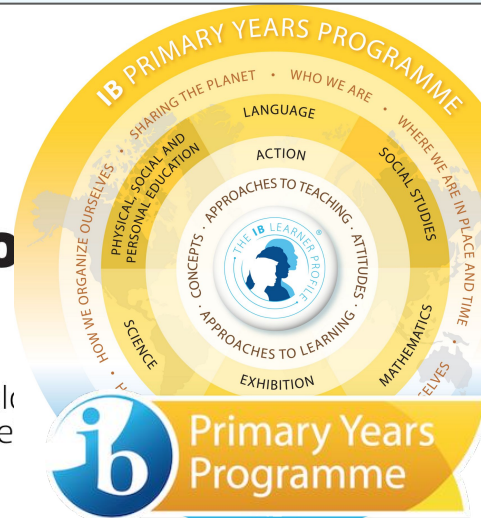 IB PRIMARY YEARS PROGRAMME
SHARING THE PLANET • WHO WE ARE • WHERE WE ARE IN PLACE AND TIME •
HOW WE ORGANIZE OURSELVES •
LANGUAGE
PHYSICAL, SOCIAL AND
PERSONAL EDUCATION
SOCIAL STUDIES
SCIENCE
MATHEMATICS
ACTION
EXHIBITION
APPROACHES TO TEACHING · ATTITUDES ·
APPROACHES TO LEARNING · CONCEPTS ·
THE IB LEARNER PROFILE ®
ib
Primary Years
Programme